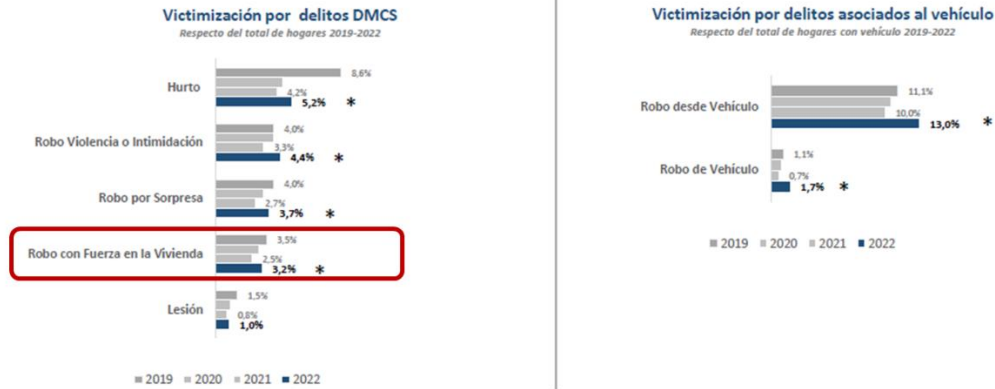 Victimización por delitos DMCS
Respecto del total de hogares 2019-2022
Hurto
8,6%
4,2%
5,2% *
Robo Violencia o Intimidación
4,0%
3,3%
4,4% *
Robo por Sorpresa
4,0%
2,7%
3,7% *
Robo con Fuerza en la Vivienda
3,5%
2,5%
3,2% *
Lesión
1,5%
0,8%
1,0%
2019 2020 2021 2022
Victimización por delitos asociados al vehículo
Respecto del total de hogares con vehículo 2019-2022
Robo desde Vehículo
11,1%
10,0%
13,0% *
Robo de Vehículo
1,1%
0,7%
1,7% *
2019 2020 2021 2022